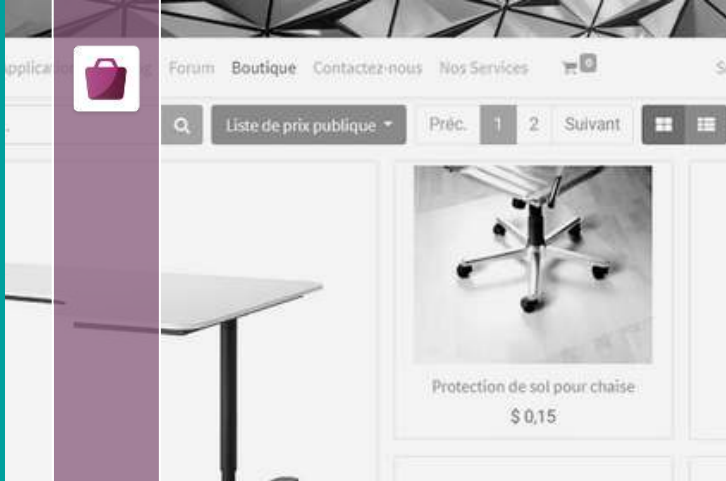 Forum Boutique Contactez-nous Nos Services 0
Liste de prix publique Préc. 1 2 Suivant
Protection de sol pour chaise
$ 0,15